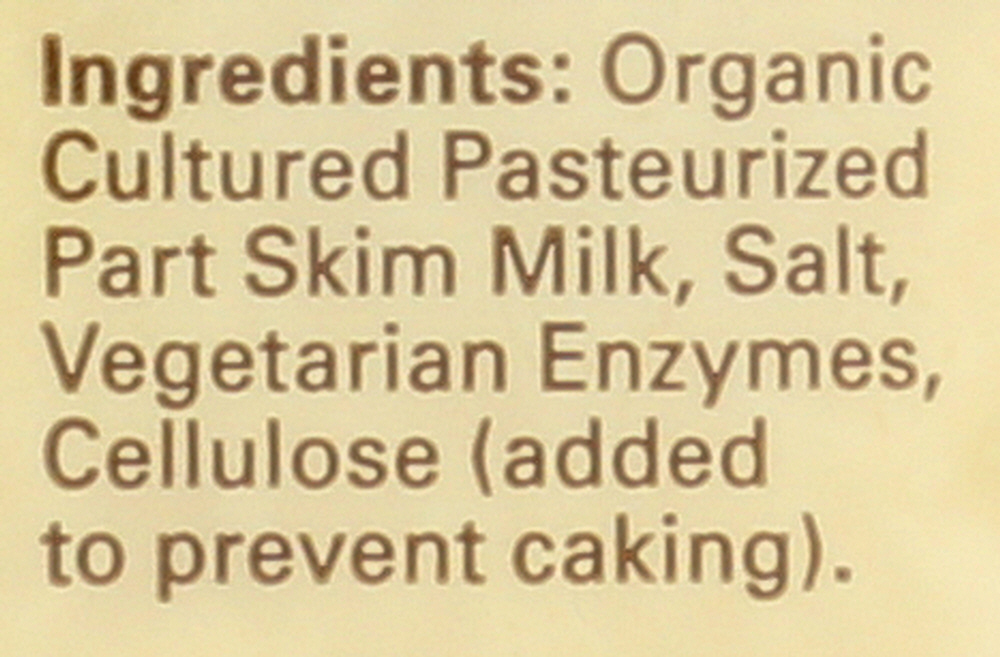 Ingredients: Organic
Cultured Pasteurized
Part Skim Milk, Salt,
Vegetarian Enzymes,
Cellulose (added
to prevent caking).